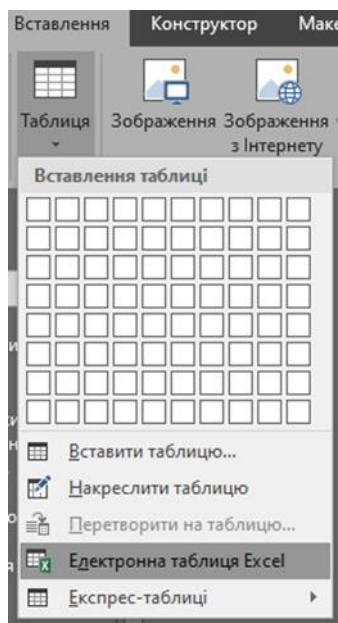 Вставлення Конструктор Маке
Таблиця Зображення Зображення
з Інтернету
Вставлення таблиці
Вставити таблицю...
Накреслити таблицю
Перетворити на таблицю...
Електронна таблиця Excel
Експрес-таблиці